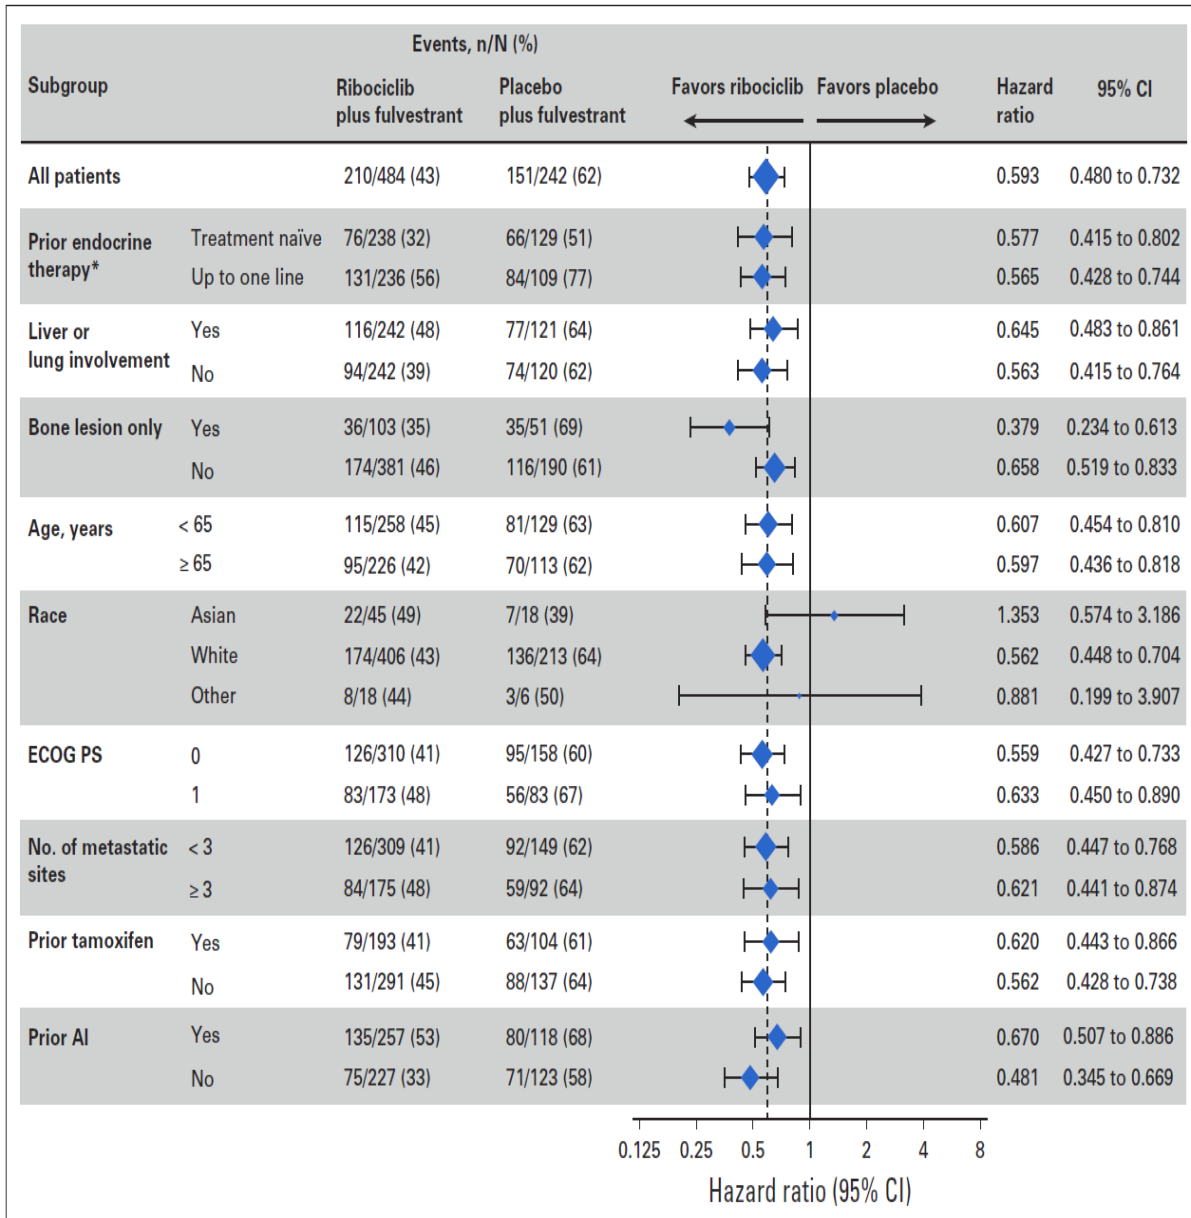 Events, n/N (%)
Subgroup Ribociclib plus fulvestrant Placebo plus fulvestrant Favors ribociclib Favors placebo Hazard ratio 95% CI
All patients 210/484 (43) 151/242 (62) 0.593 0.480 to 0.732
Prior endocrine therapy* Treatment naïve 76/238 (32) 66/129 (51) 0.577 0.415 to 0.802
Up to one line 131/236 (56) 84/109 (77) 0.565 0.428 to 0.744
Liver or lung involvement Yes 116/242 (48) 77/121 (64) 0.645 0.483 to 0.861
No 94/242 (39) 74/120 (62) 0.563 0.415 to 0.764
Bone lesion only Yes 36/103 (35) 35/51 (69) 0.379 0.234 to 0.613
No 174/381 (46) 116/190 (61) 0.658 0.519 to 0.833
Age, years < 65 115/258 (45) 81/129 (63) 0.607 0.454 to 0.810
≥ 65 95/226 (42) 70/113 (62) 0.597 0.436 to 0.818
Race Asian 22/45 (49) 7/18 (39) 1.353 0.574 to 3.186
White 174/406 (43) 136/213 (64) 0.562 0.448 to 0.704
Other 8/18 (44) 3/6 (50) 0.881 0.199 to 3.907
ECOG PS 0 126/310 (41) 95/158 (60) 0.559 0.427 to 0.733
1 83/173 (48) 56/83 (67) 0.633 0.450 to 0.890
No. of metastatic sites < 3 126/309 (41) 92/149 (62) 0.586 0.447 to 0.768
≥ 3 84/175 (48) 59/92 (64) 0.621 0.441 to 0.874
Prior tamoxifen Yes 79/193 (41) 63/104 (61) 0.620 0.443 to 0.866
No 131/291 (45) 88/137 (64) 0.562 0.428 to 0.738
Prior AI Yes 135/257 (53) 80/118 (68) 0.670 0.507 to 0.886
No 75/227 (33) 71/123 (58) 0.481 0.345 to 0.669
0.125 0.25 0.5 1 2 4 8
Hazard ratio (95% CI)